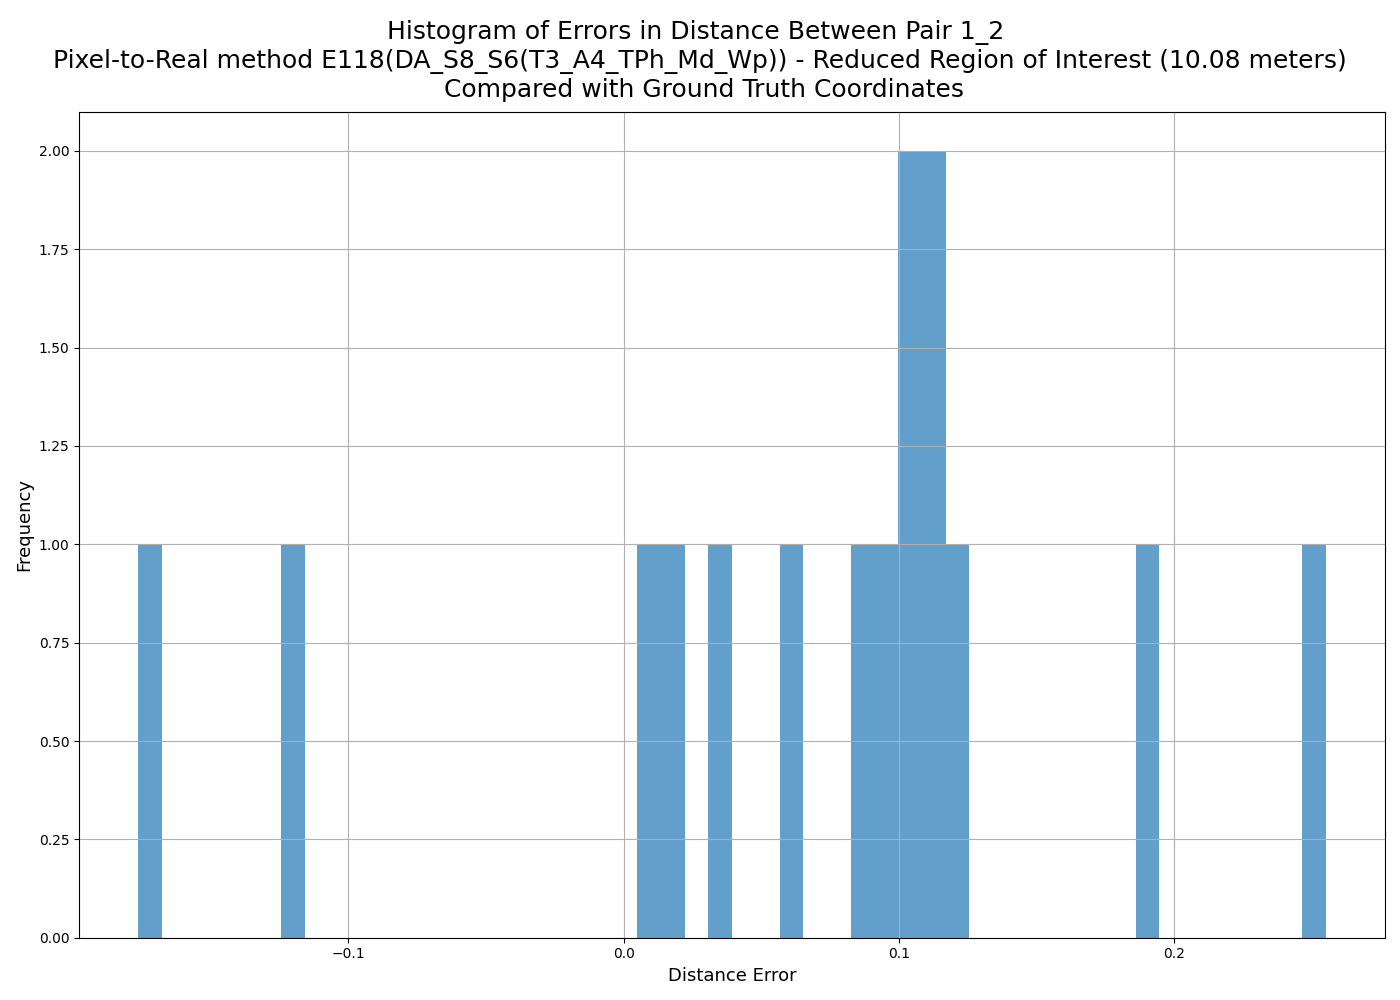 Histogram of Errors in Distance Between Pair 1_2
Pixel-to-Real method E118(DA_S8_S6(T3_A4_TPh_Md_Wp)) - Reduced Region of Interest (10.08 meters)
Compared with Ground Truth Coordinates
2.00
1.75
1.50
1.25
1.00
0.75
0.50
0.25
0.00
Frequency
−0.1 0.0 0.1 0.2
Distance Error